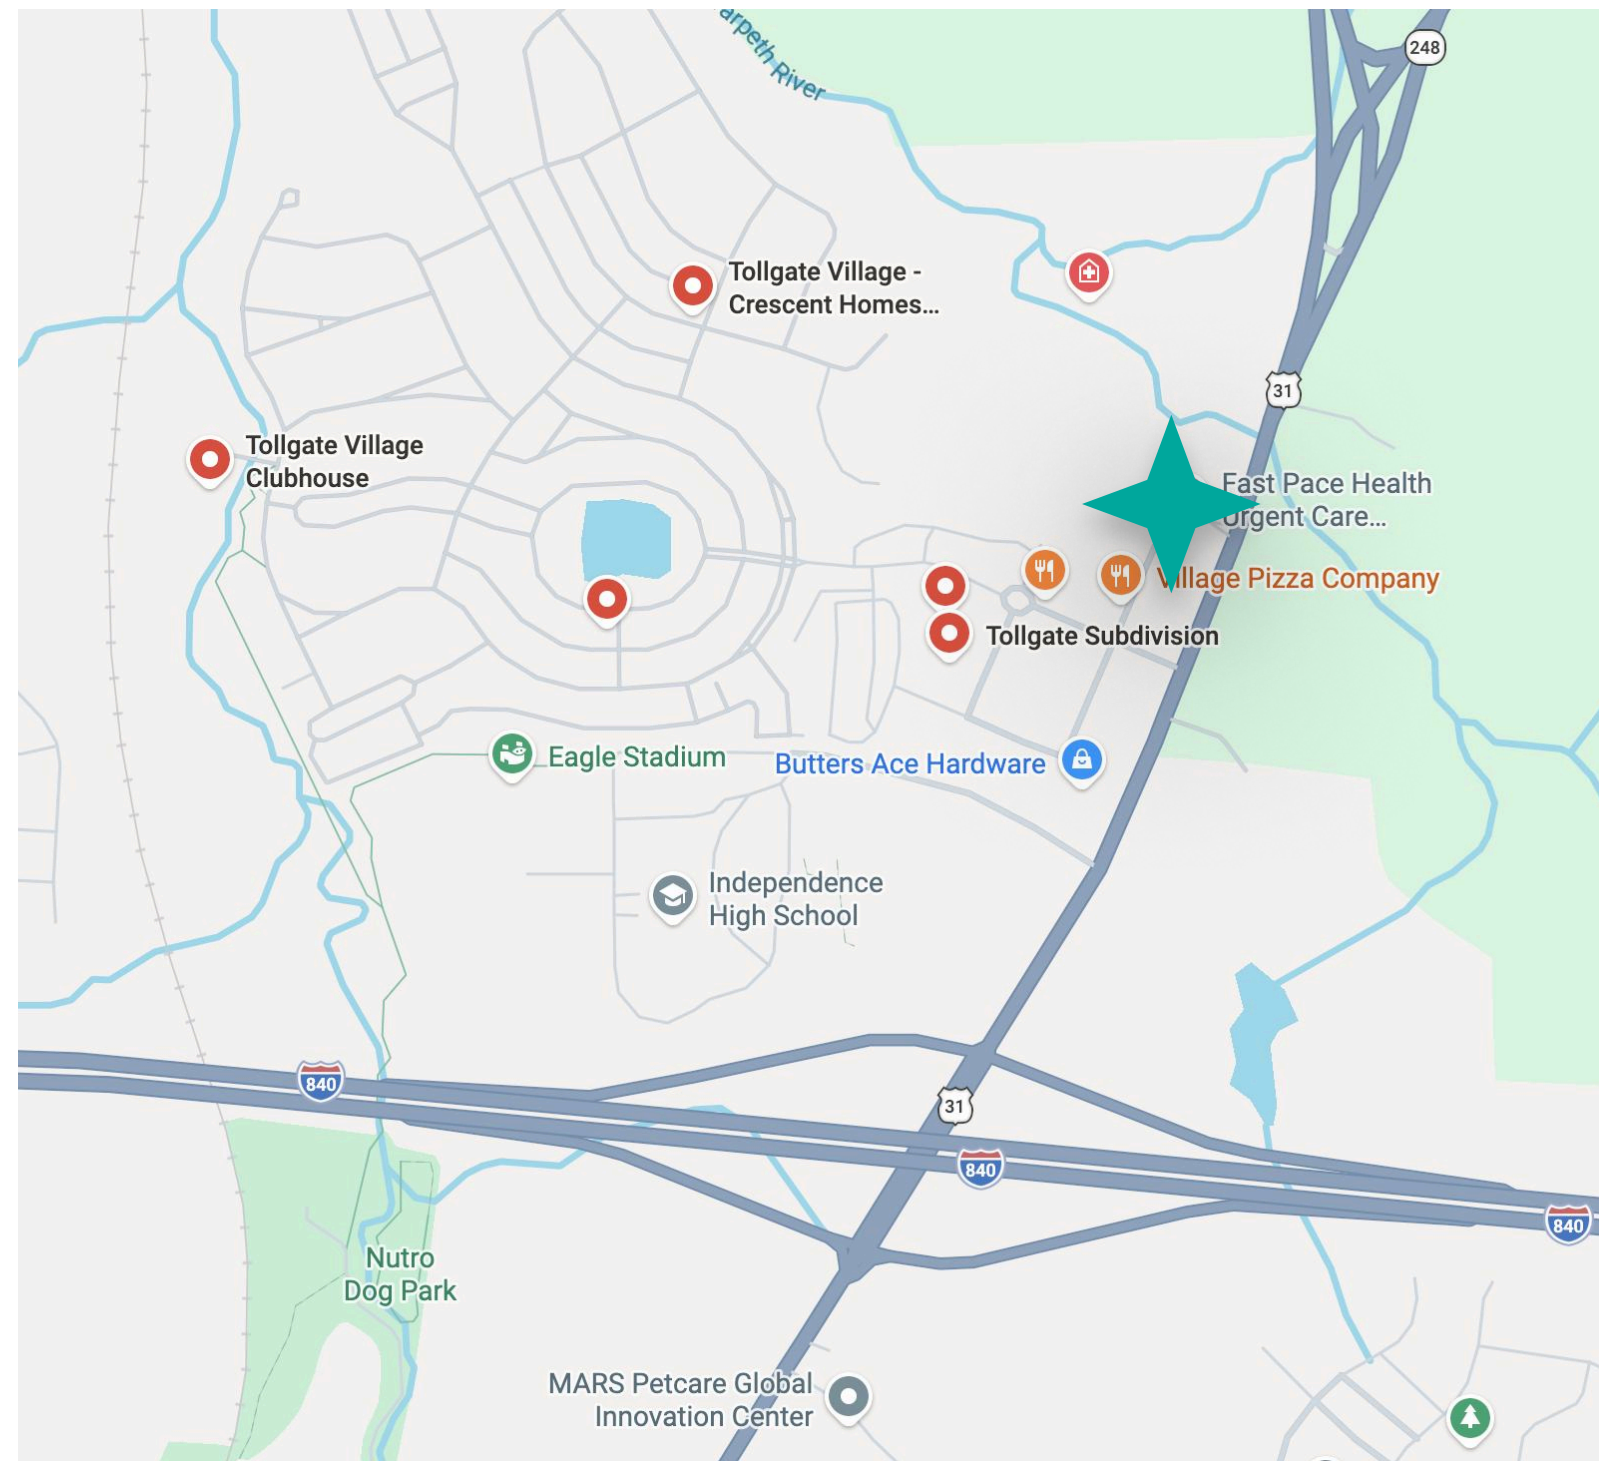 arpeth River
248
Tollgate Village -
Crescent Homes...
31
Tollgate Village
Clubhouse
Fast Pace Health
Urgent Care...
Village Pizza Company
Tollgate Subdivision
Eagle Stadium
Butters Ace Hardware
Independence
High School
840
31
840
840
Nutro
Dog Park
MARS Petcare Global
Innovation Center